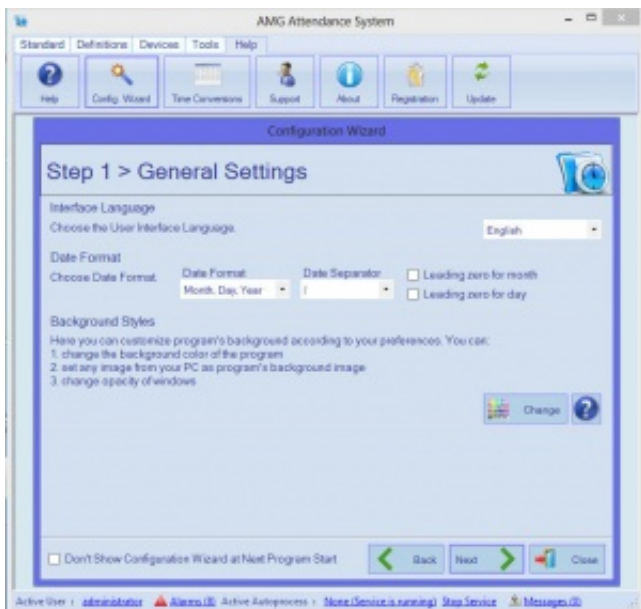 AMG Attendance System
Standard Definitions Devices Tools Help
Help Config. Wizard Time Conversions Support About Registration Update
Configuration Wizard
Step 1 > General Settings
Interface Language
Choose the User Interface Language.
English
Date Format
Choose Date Format.
Date Format
Date Separator
Month, Day, Year
/
Leading zero for month
Leading zero for day
Background Styles
Here you can customize program's background according to your preferences. You can:
1. change the background color of the program
2. set any image from your PC as program's background image
3. change opacity of windows
Change
Don't Show Configuration Wizard at Next Program Start
Back Next Close
Active User : administrator Alarms (0) Active Autoprocess : None (Service is running) Stop Service Messages (0)